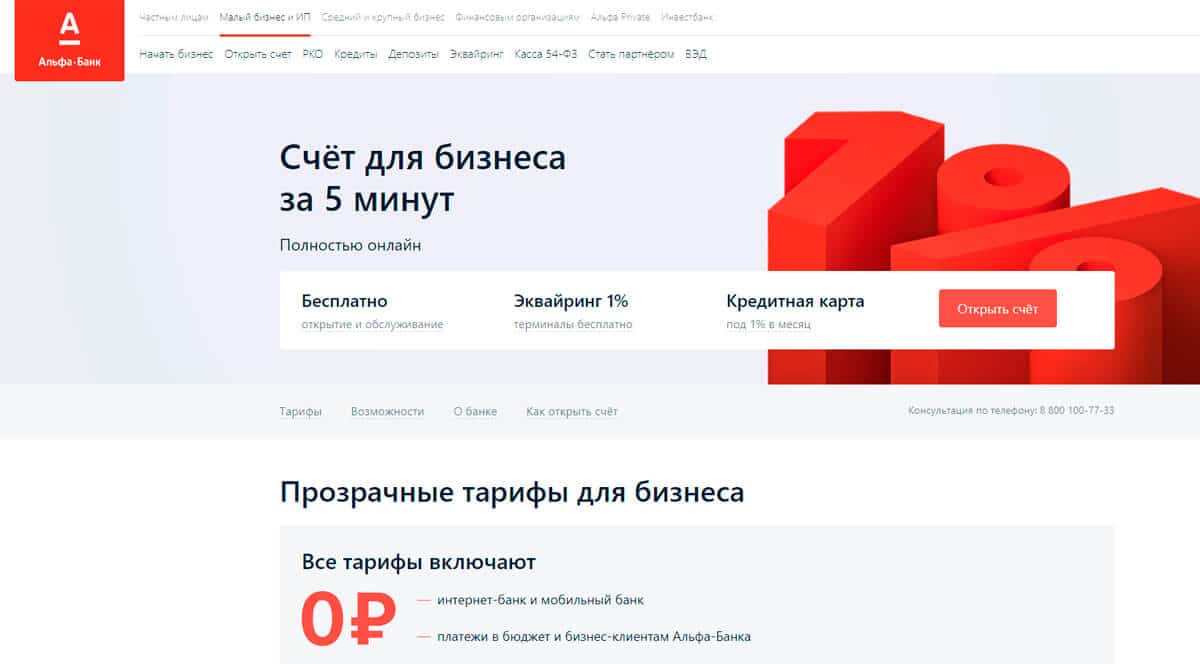 А
Альфа·Банк
Частным лицам Малый бизнес и ИП Средний и крупный бизнес Финансовым организациям Альфа Private Инвестбанк
Начать бизнес Открыть счет РКО Кредиты Депозиты Эквайринг Касса 54-ФЗ Стать партнёром ВЭД
1%
Счёт для бизнеса
за 5 минут
Полностью онлайн
Бесплатно Эквайринг 1% Кредитная карта
открытие и обслуживание терминалы бесплатно под 1% в месяц
Открыть счёт
Тарифы Возможности О банке Как открыть счёт Консультация по телефону: 8 800 100-77-33
Прозрачные тарифы для бизнеса
Все тарифы включают
0₽
— интернет-банк и мобильный банк
— платежи в бюджет и бизнес-клиентам Альфа-Банка